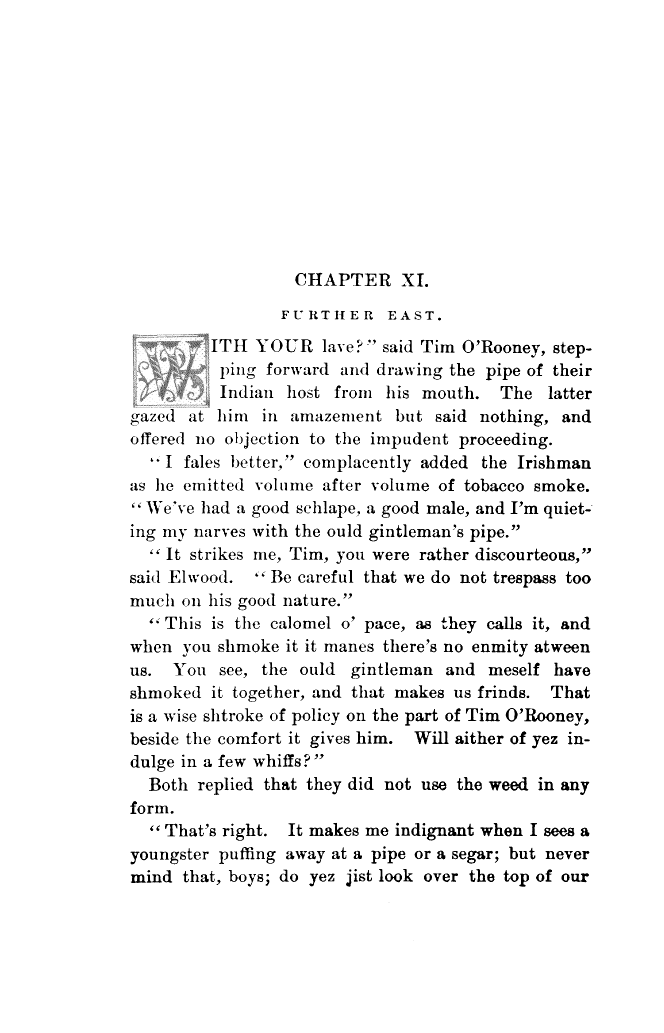 CHAPTER XI.
FURTHER EAST.
WITH YOUR lave?" said Tim O'Rooney, step-
ping forward and drawing the pipe of their
Indian host from his mouth. The latter
gazed at him in amazement but said nothing, and
offered no objection to the impudent proceeding.
"I fales better," complacently added the Irishman
as he emitted volume after volume of tobacco smoke.
"We've had a good schlape, a good male, and I'm quiet-
ing my narves with the ould gintleman's pipe."
"It strikes me, Tim, you were rather discourteous,"
said Elwood. "Be careful that we do not trespass too
much on his good nature."
"This is the calomel o' pace, as they calls it, and
when you shmoke it it manes there's no enmity atween
us. You see, the ould gintleman and meself have
shmoked it together, and that makes us frinds. That
is a wise shtroke of policy on the part of Tim O'Rooney,
beside the comfort it gives him. Will aither of yez in-
dulge in a few whiffs?"
Both replied that they did not use the weed in any
form.
"That's right. It makes me indignant when I sees a
youngster puffing away at a pipe or a segar; but never
mind that, boys; do yez jist look over the top of our